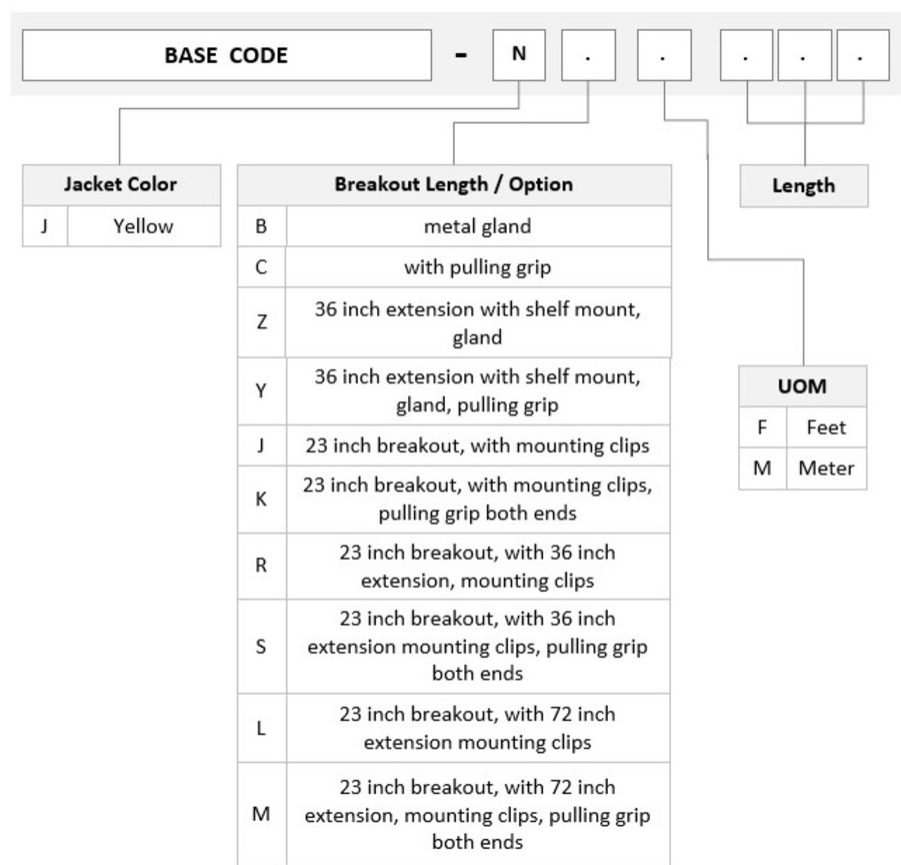 BASE CODE - N . . . . .
Jacket Color
J Yellow
Breakout Length / Option
B metal gland
C with pulling grip
Z 36 inch extension with shelf mount,
gland
Y 36 inch extension with shelf mount,
gland, pulling grip
J 23 inch breakout, with mounting clips
K 23 inch breakout, with mounting clips,
pulling grip both ends
R 23 inch breakout, with 36 inch
extension, mounting clips
S 23 inch breakout, with 36 inch
extension mounting clips, pulling grip
both ends
L 23 inch breakout, with 72 inch
extension mounting clips
M 23 inch breakout, with 72 inch
extension, mounting clips, pulling grip
both ends
Length
UOM
F Feet
M Meter